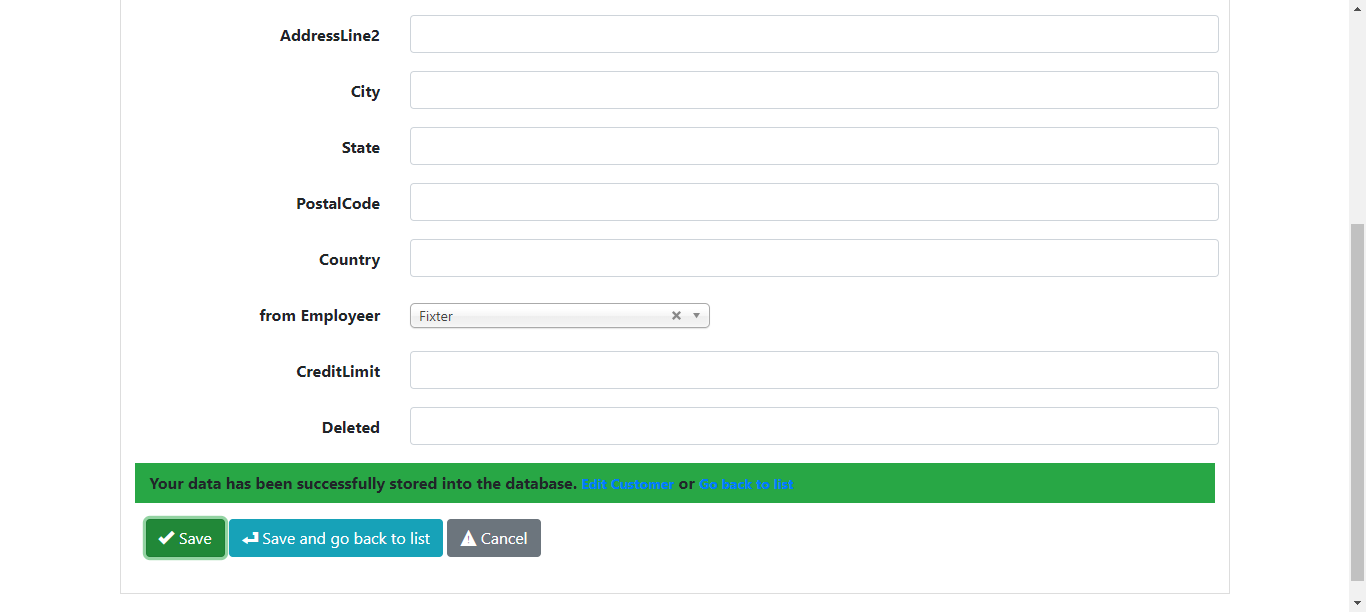 AddressLine2
City
State
PostalCode
Country
from Employeer
Fixter
CreditLimit
Deleted
Your data has been successfully stored into the database. Edit Customer or Go back to list
Save
Save and go back to list
Cancel